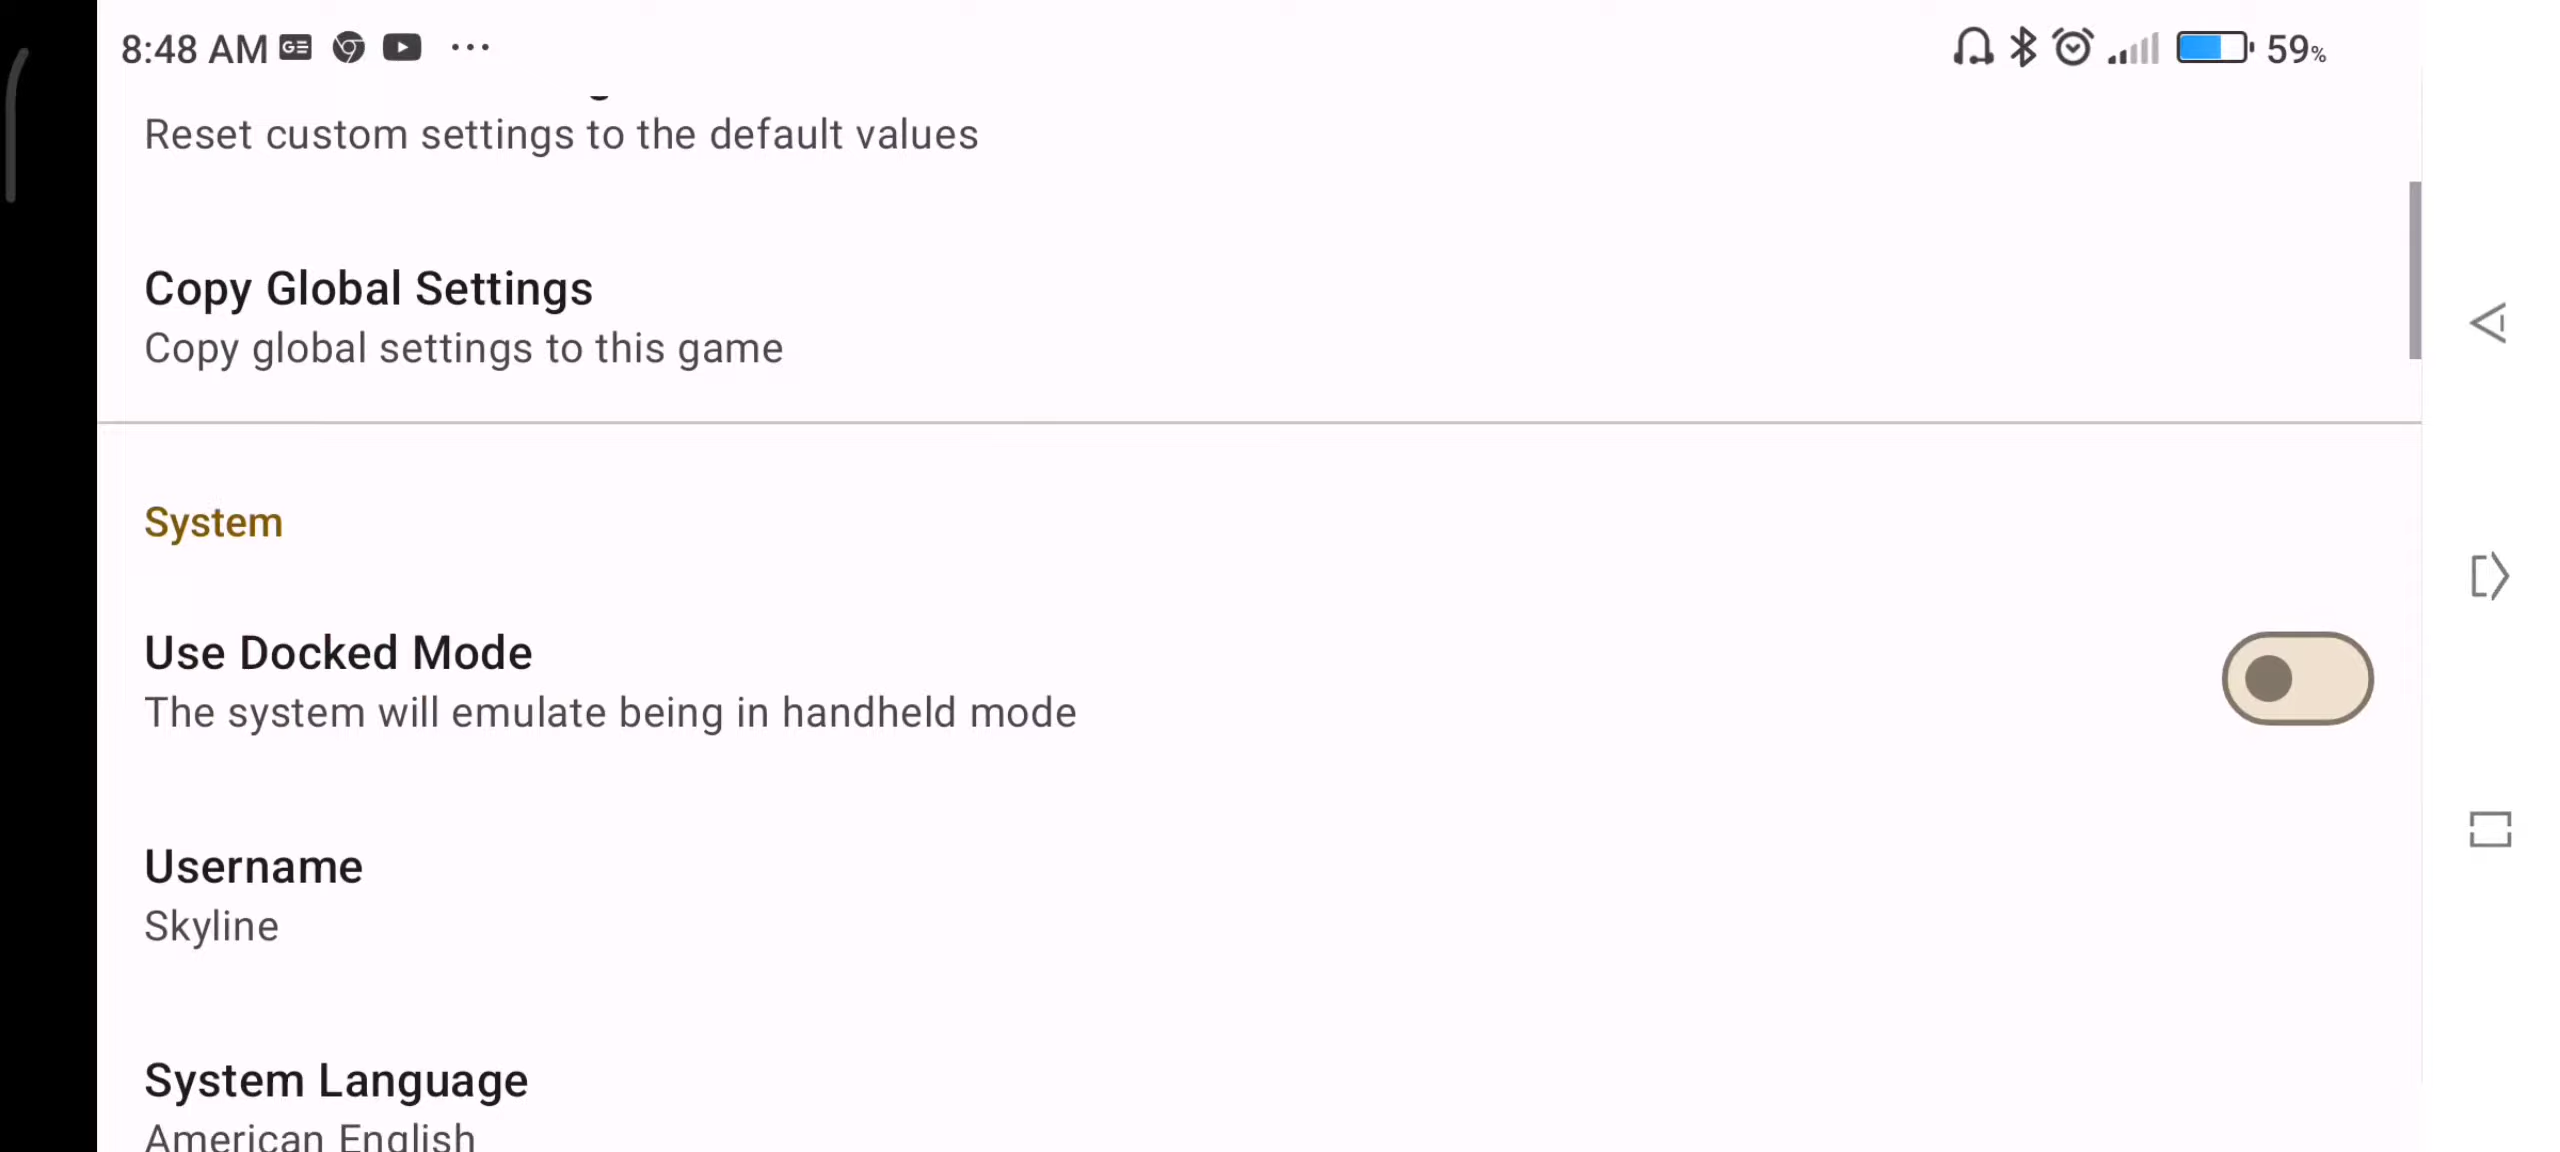 8:48 AM GE ... 59%
Reset custom settings to the default values
Copy Global Settings
Copy global settings to this game
System
Use Docked Mode
The system will emulate being in handheld mode
Username
Skyline
System Language
American English